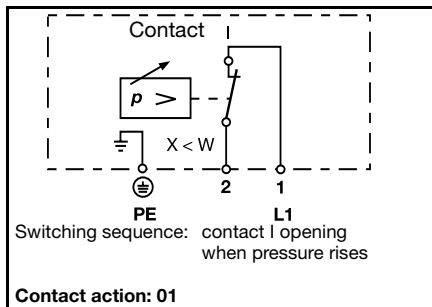 Contact I
p >
X < W
2 1
PE L1
Switching sequence: contact I opening
when pressure rises
Contact action: 01